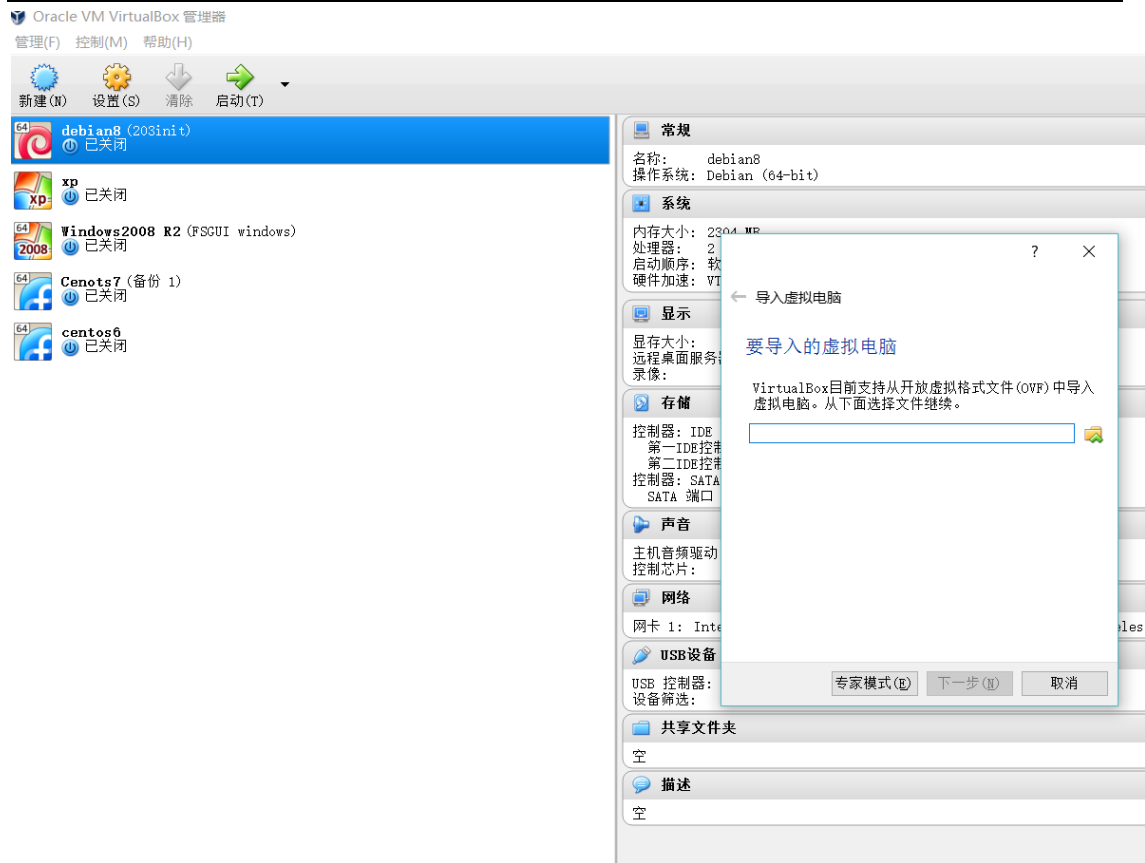 Oracle VM VirtualBox 管理器
管理(F) 控制(M) 帮助(H)
新建(N) 设置(S) 清除 启动(T)
64 debian8 (203init)
已关闭
xp
xp 已关闭
64 Windows2008 R2 (FSGUI windows)
2008 已关闭
64 Cenots7 (备份 1)
已关闭
64 centos6
已关闭
常规
名称: debian8
操作系统: Debian (64-bit)
系统
内存大小: 2304 MB
处理器: 2
启动顺序: 软
硬件加速: VT
显示
显存大小:
远程桌面服务
录像:
存储
控制器: IDE
第一IDE控制
第二IDE控制
控制器: SATA
SATA 端口
声音
主机音频驱动
控制芯片:
网络
网卡 1: Inte
les
USB设备
USB 控制器:
设备筛选:
共享文件夹
空
描述
空
?
导入虚拟电脑
要导入的虚拟电脑
VirtualBox目前支持从开放虚拟格式文件(OVF)中导入
虚拟电脑。从下面选择文件继续。
专家模式(E) 下一步(N) 取消